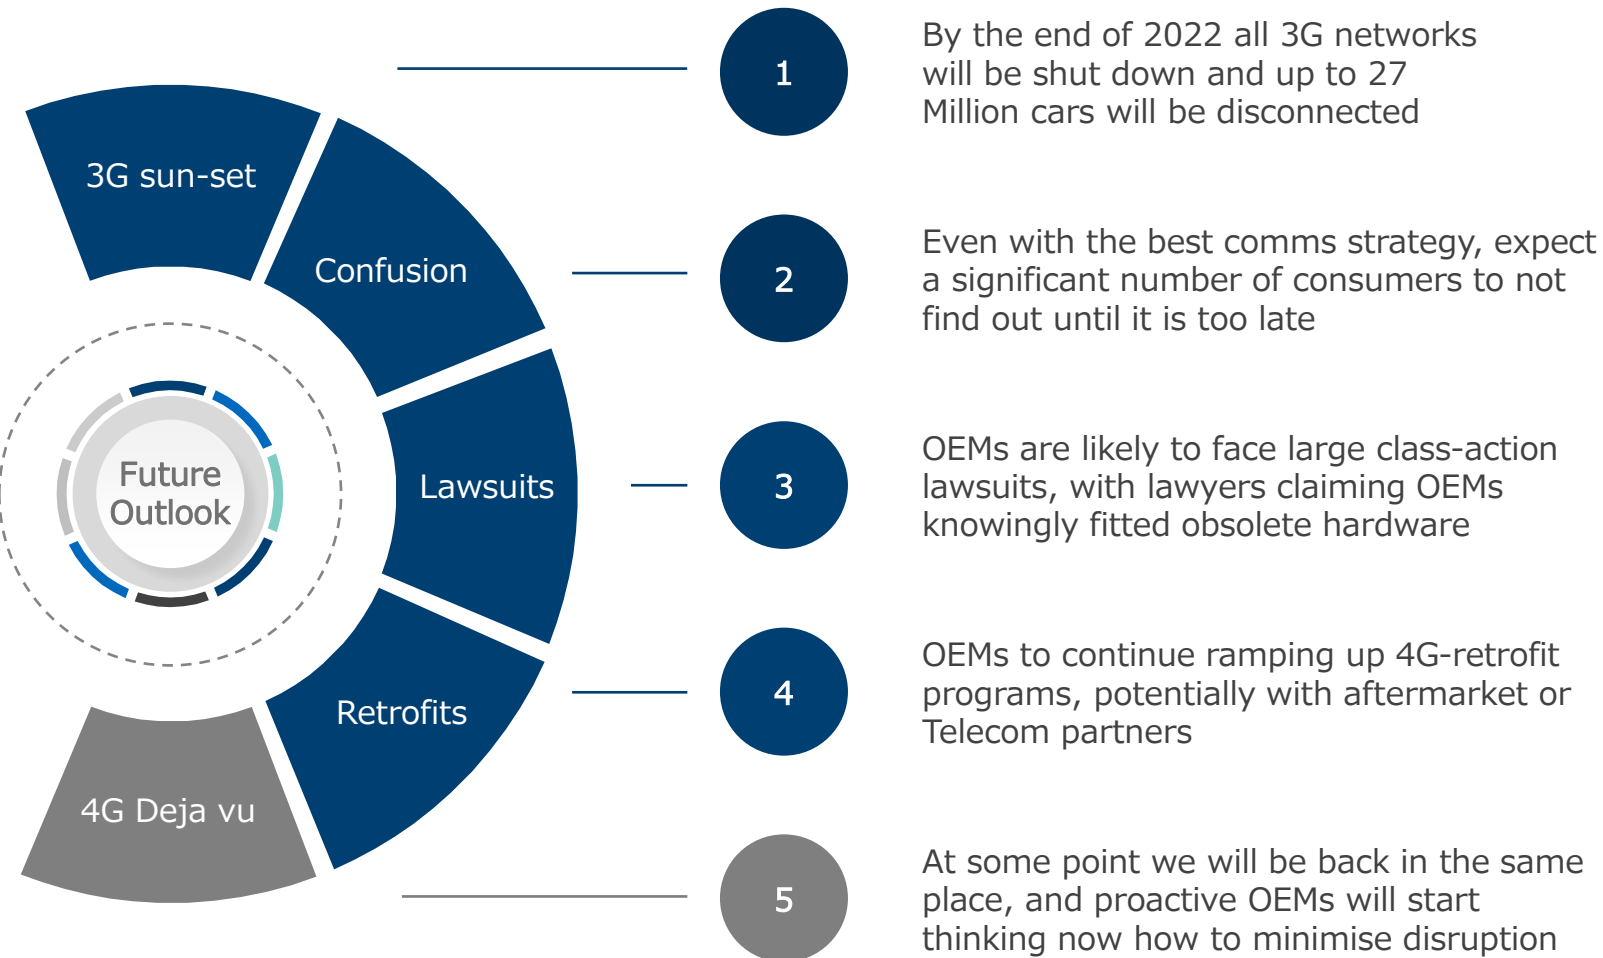 3G sun-set
Confusion
Lawsuits
Retrofits
4G Deja vu
Future
Outlook
1
By the end of 2022 all 3G networks
will be shut down and up to 27
Million cars will be disconnected
2
Even with the best comms strategy, expect
a significant number of consumers to not
find out until it is too late
3
OEMs are likely to face large class-action
lawsuits, with lawyers claiming OEMs
knowingly fitted obsolete hardware
4
OEMs to continue ramping up 4G-retrofit
programs, potentially with aftermarket or
Telecom partners
5
At some point we will be back in the same
place, and proactive OEMs will start
thinking now how to minimise disruption